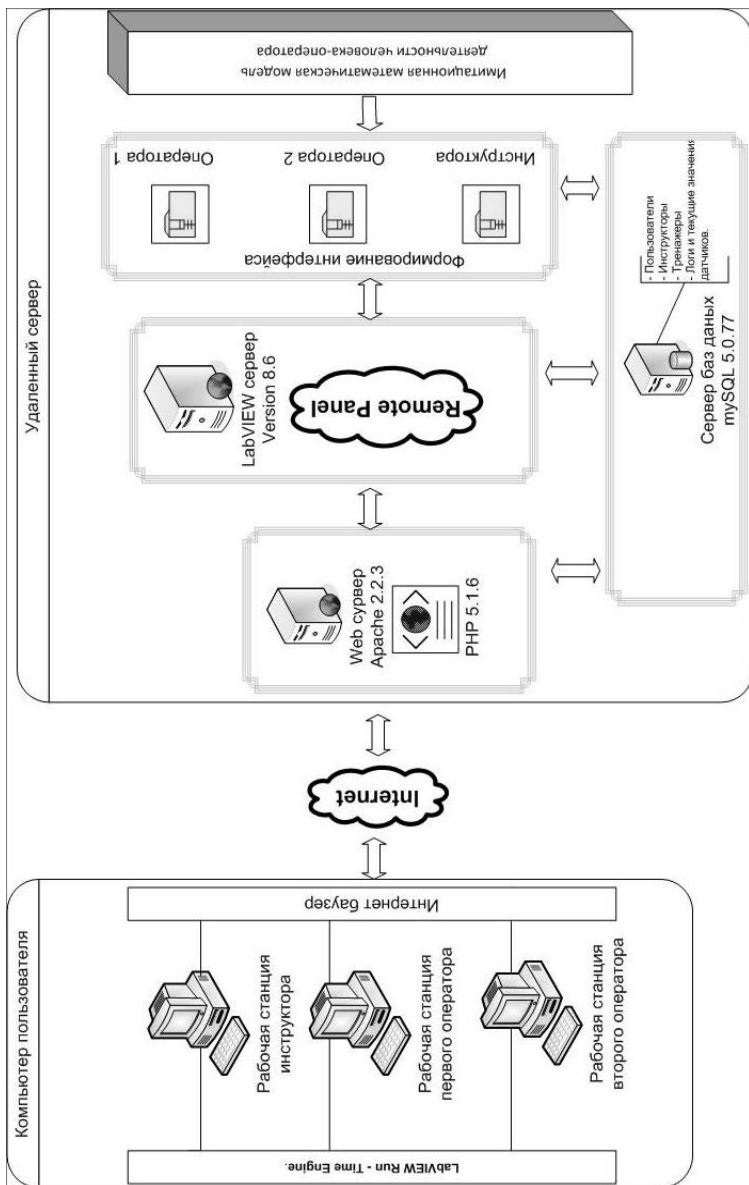 Компьютер пользователя
LabVIEW Run - Time Engine.
Рабочая станция
инструктора
Рабочая станция
первого оператора
Рабочая станция
второго оператора
Интернет баузер
Internet
Удаленный сервер
Web сурвер
Apache 2.2.3
PHP 5.1.6
LabVIEW сервер
Version 8.6
Remote Panel
Формирование интерфейса
Оператора 1
Оператора 2
Инструктора
Имитационная математическая модель
деятельности человека-оператора
Сервер баз даных
mySQL 5.0.77
- Пользователи
- Инструкторы
- Тренажеры
- Логи и текущие значения
датчиков.